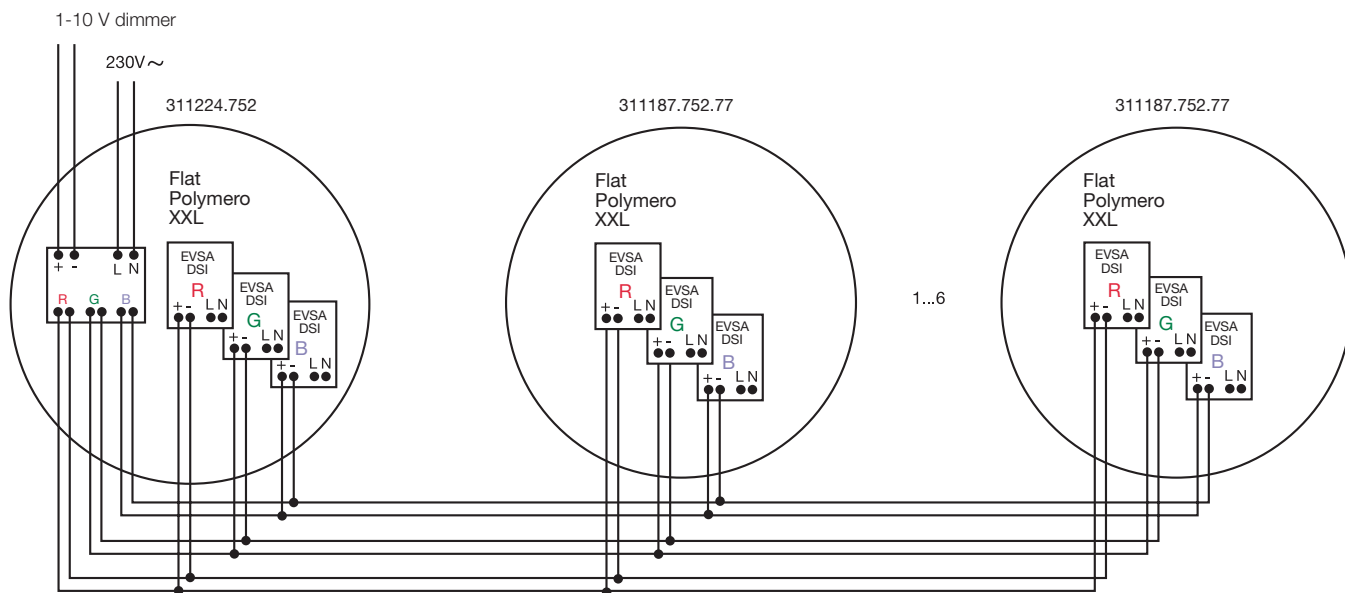 1-10 V dimmer
230V~
311224.752
311187.752.77
311187.752.77
Flat
Polymero
XXL
+ - L N
R G B
EVSA
DSI
R
+ - L N
EVSA
DSI
G
+ - L N
EVSA
DSI
B
+ - L N
Flat
Polymero
XXL
EVSA
DSI
R
+ - L N
EVSA
DSI
G
+ - L N
EVSA
DSI
B
+ - L N
1...6
Flat
Polymero
XXL
EVSA
DSI
R
+ - L N
EVSA
DSI
G
+ - L N
EVSA
DSI
B
+ - L N